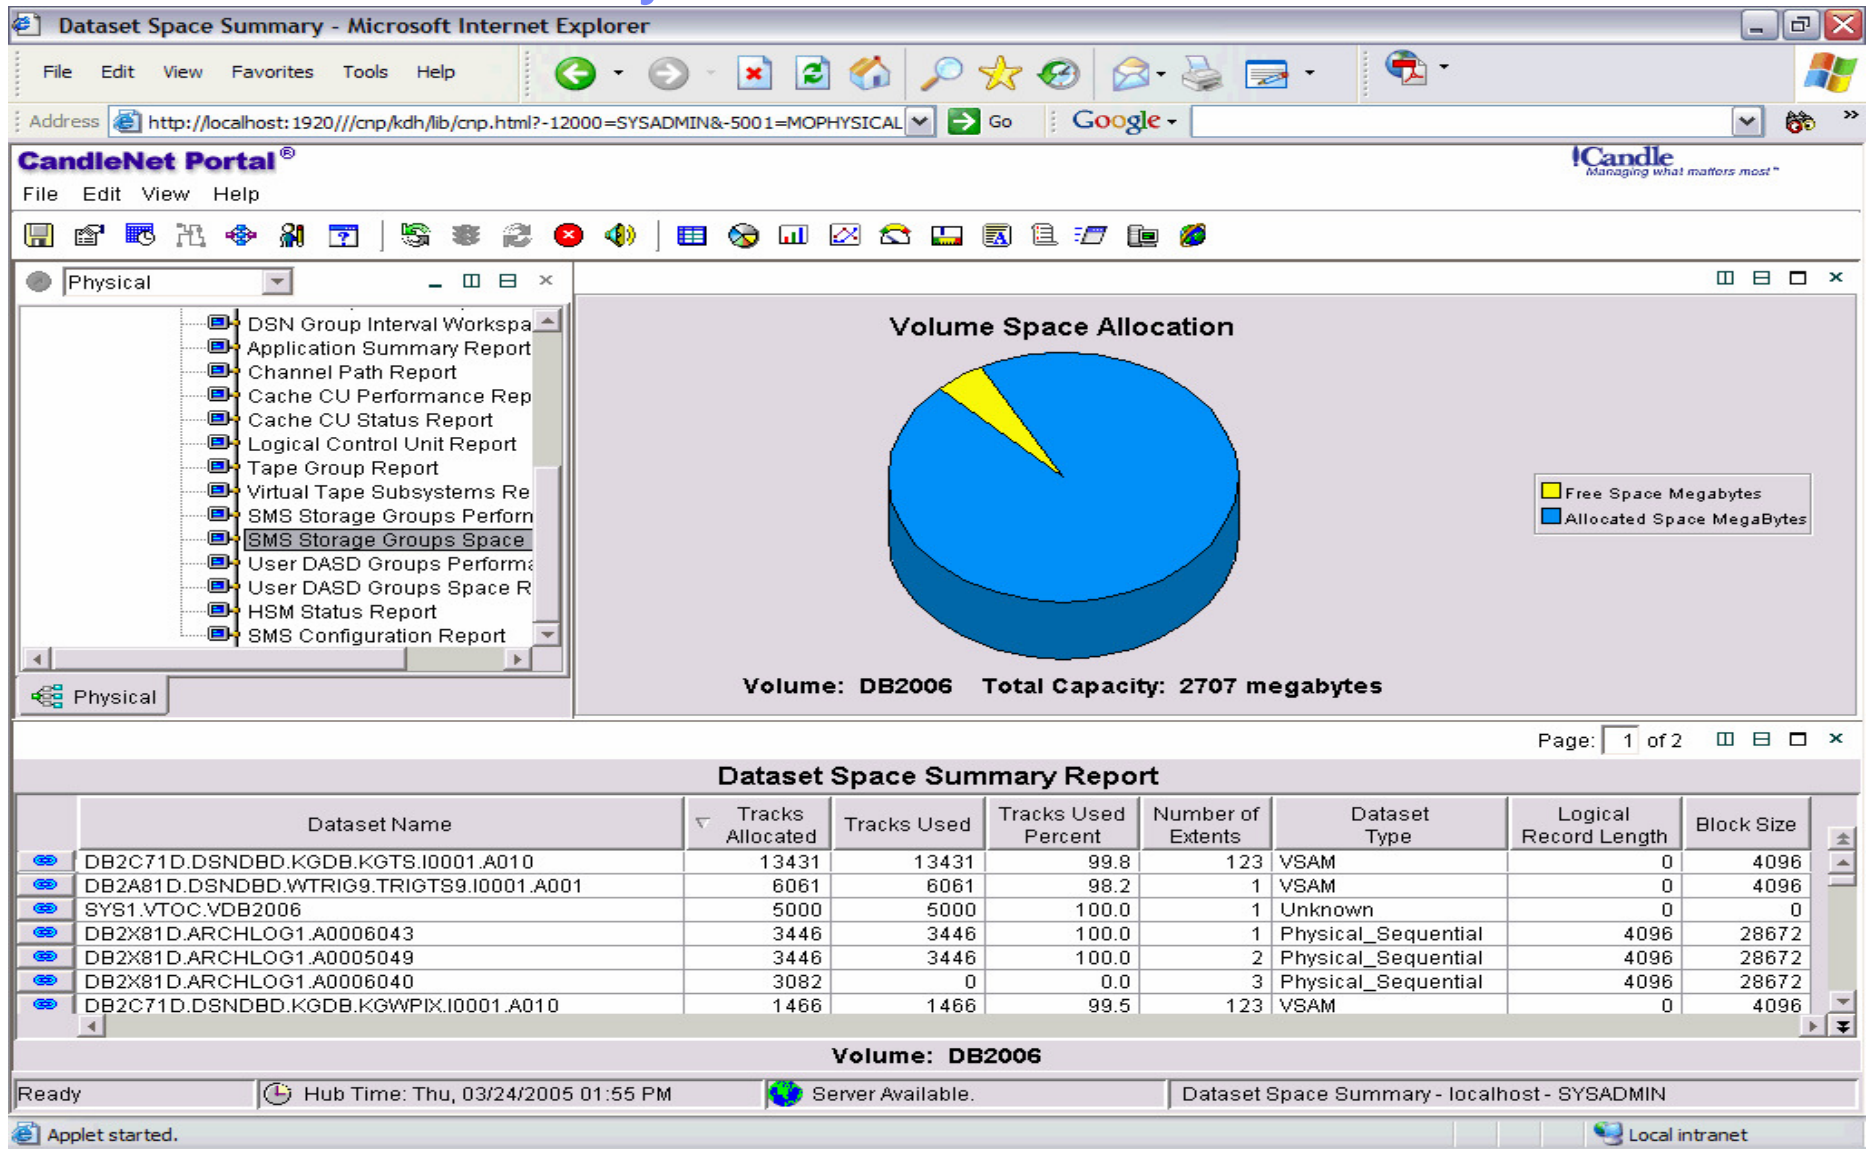 Dataset Space Summary - Microsoft Internet Explorer
File Edit View Favorites Tools Help
Address http://localhost:1920///cnp/kdh/lib/cnp.html?-12000=SYSADMIN&-5001=MOPHYSICAL Go Google
CandleNet Portal®
Candle
Managing what matters most™
File Edit View Help
Physical
DSN Group Interval Workspa
Application Summary Report
Channel Path Report
Cache CU Performance Rep
Cache CU Status Report
Logical Control Unit Report
Tape Group Report
Virtual Tape Subsystems Re
SMS Storage Groups Perform
SMS Storage Groups Space
User DASD Groups Performa
User DASD Groups Space R
HSM Status Report
SMS Configuration Report
Physical
Volume Space Allocation
Free Space Megabytes
Allocated Space MegaBytes
Volume: DB2006 Total Capacity: 2707 megabytes
Page: 1 of 2
Dataset Space Summary Report
Dataset Name Tracks Allocated Tracks Used Tracks Used Percent Number of Extents Dataset Type Logical Record Length Block Size
DB2C71D.DSNDBD.KGDB.KGTS.I0001.A010 13431 13431 99.8 123 VSAM 0 4096
DB2A81D.DSNDBD.WTRIG9.TRIGTS9.I0001.A001 6061 6061 98.2 1 VSAM 0 4096
SYS1.VTOC.VDB2006 5000 5000 100.0 1 Unknown 0 0
DB2X81D.ARCHLOG1.A0006043 3446 3446 100.0 1 Physical_Sequential 4096 28672
DB2X81D.ARCHLOG1.A0005049 3446 3446 100.0 2 Physical_Sequential 4096 28672
DB2X81D.ARCHLOG1.A0006040 3082 0 0.0 3 Physical_Sequential 4096 28672
DB2C71D.DSNDBD.KGDB.KGWPIX.I0001.A010 1466 1466 99.5 123 VSAM 0 4096
Volume: DB2006
Ready Hub Time: Thu, 03/24/2005 01:55 PM Server Available. Dataset Space Summary - localhost - SYSADMIN
Applet started. Local intranet